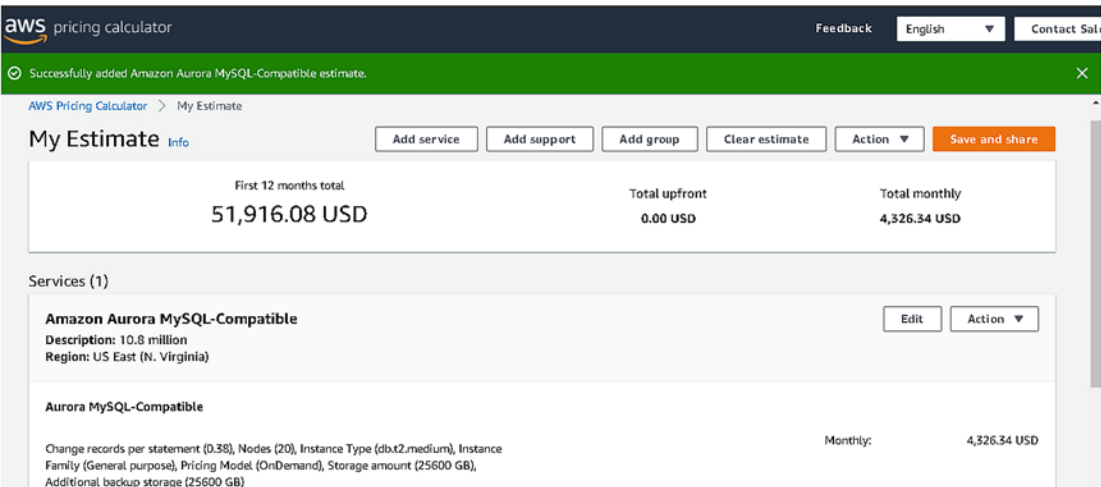 aws pricing calculator
Feedback
English
Contact Sal
Successfully added Amazon Aurora MySQL-Compatible estimate.
AWS Pricing Calculator > My Estimate
My Estimate Info
Add service
Add support
Add group
Clear estimate
Action
Save and share
First 12 months total
51,916.08 USD
Total upfront
0.00 USD
Total monthly
4,326.34 USD
Services (1)
Amazon Aurora MySQL-Compatible
Edit
Action
Description: 10.8 million
Region: US East (N. Virginia)
Aurora MySQL-Compatible
Change records per statement (0.38), Nodes (20), Instance Type (db.t2.medium), Instance
Family (General purpose), Pricing Model (OnDemand), Storage amount (25600 GB),
Additional backup storage (25600 GB)
Monthly:
4,326.34 USD